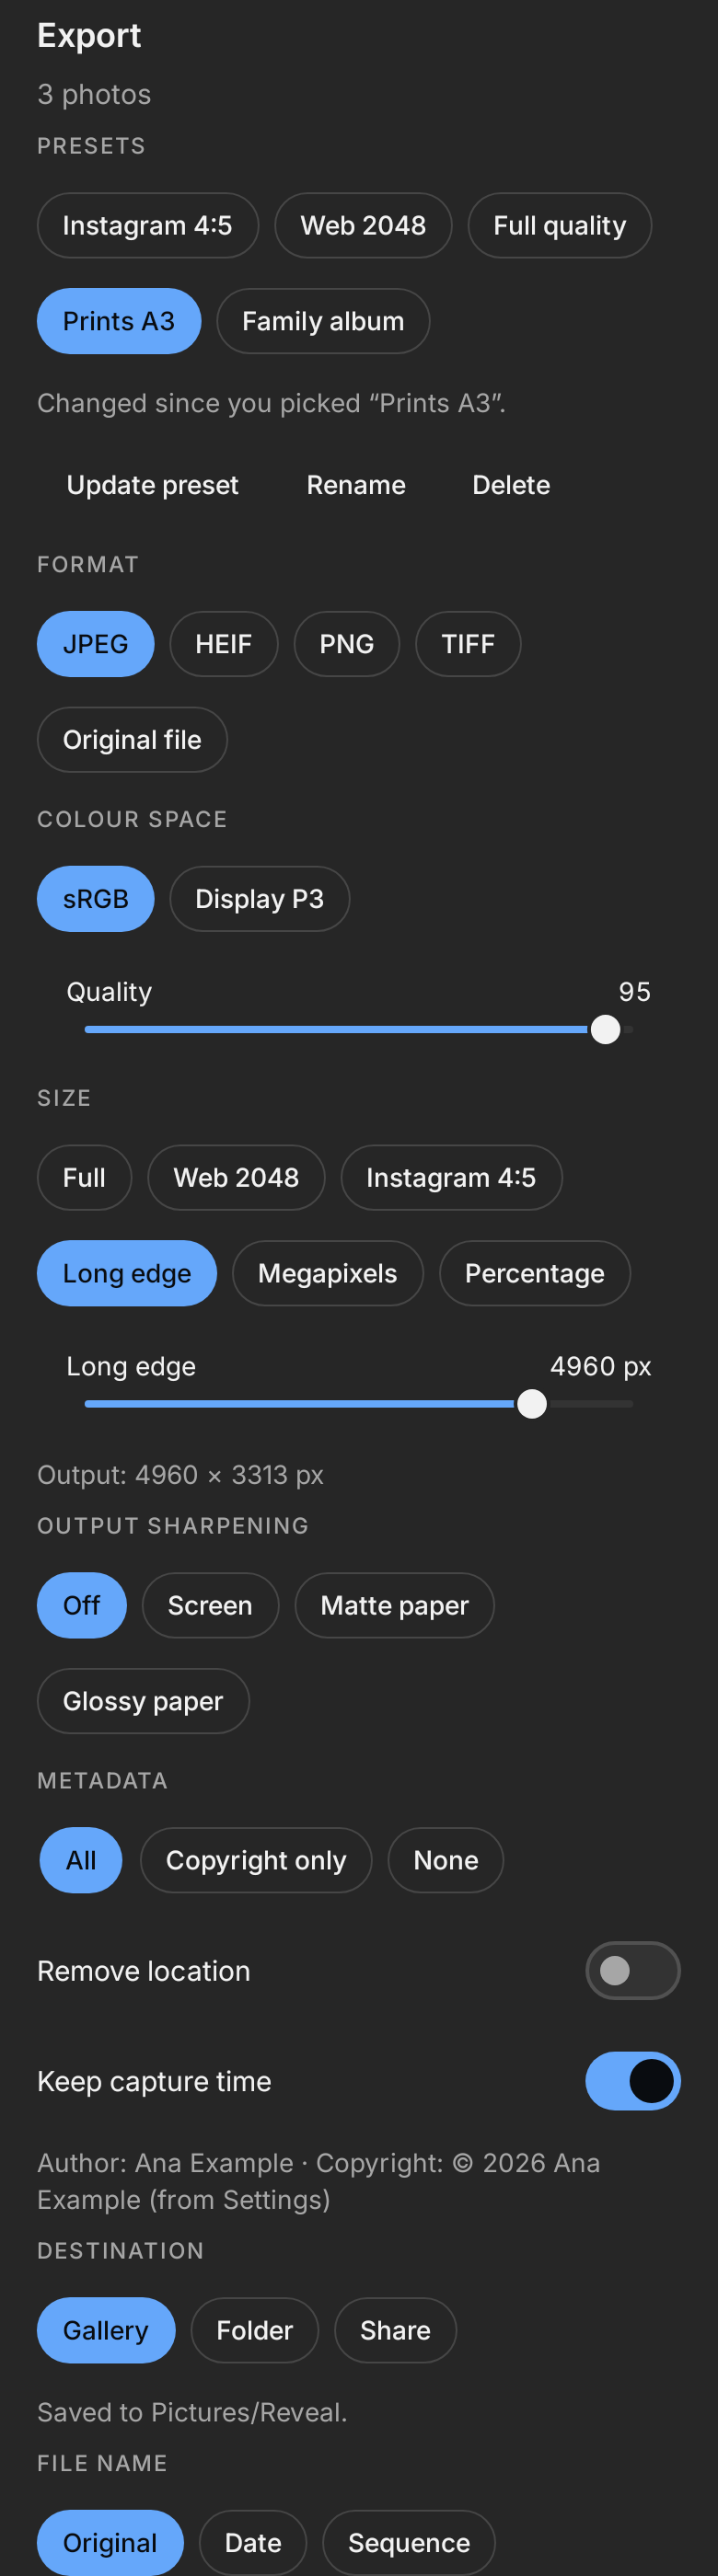 Export
3 photos
PRESETS
Instagram 4:5 Web 2048 Full quality
Prints A3 Family album
Changed since you picked “Prints A3”.
Update preset Rename Delete
FORMAT
JPEG HEIF PNG TIFF
Original file
COLOUR SPACE
sRGB Display P3
Quality 95
SIZE
Full Web 2048 Instagram 4:5
Long edge Megapixels Percentage
Long edge 4960 px
Output: 4960 × 3313 px
OUTPUT SHARPENING
Off Screen Matte paper
Glossy paper
METADATA
All Copyright only None
Remove location
Keep capture time
Author: Ana Example · Copyright: © 2026 Ana
Example (from Settings)
DESTINATION
Gallery Folder Share
Saved to Pictures/Reveal.
FILE NAME
Original Date Sequence